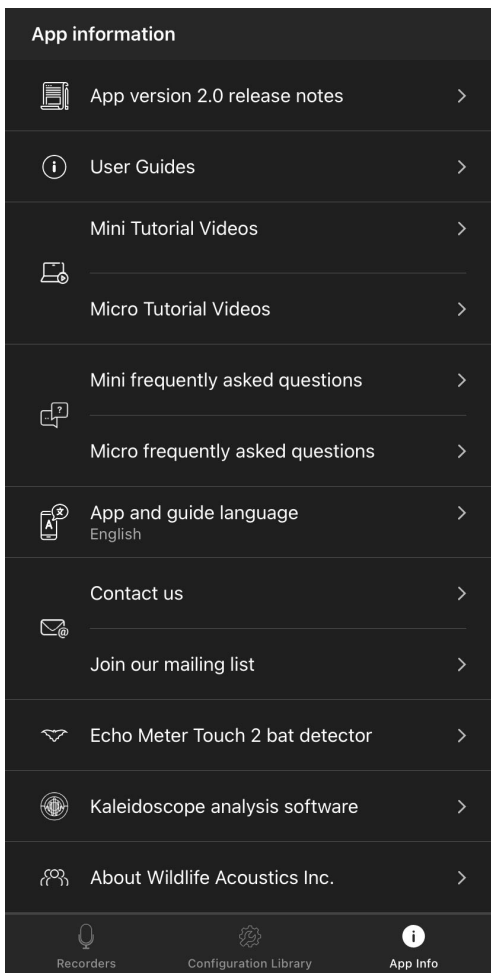 App information
App version 2.0 release notes
User Guides
Mini Tutorial Videos
Micro Tutorial Videos
Mini frequently asked questions
Micro frequently asked questions
App and guide language
English
Contact us
Join our mailing list
Echo Meter Touch 2 bat detector
Kaleidoscope analysis software
About Wildlife Acoustics Inc.
Recorders
Configuration Library
App Info